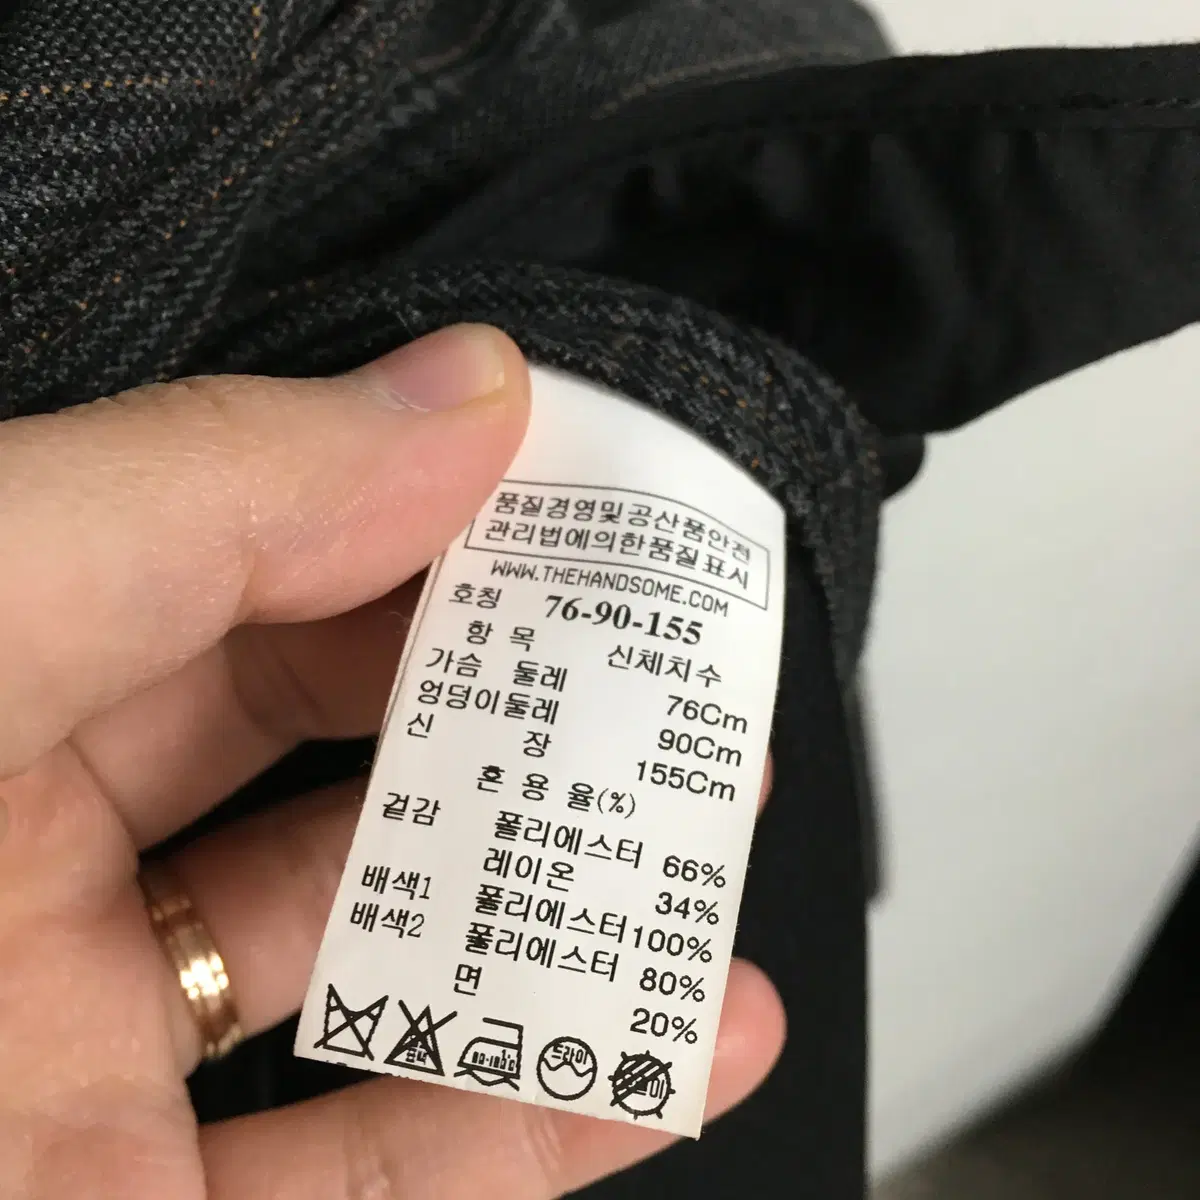 품질경영및공산품안전
관리법에의한품질표시
WWW.THEHANDSOME.COM
호칭 76-90-155
항 목 신체치수
가슴 둘레 76Cm
엉덩이둘레 90Cm
신 장 155Cm
혼 용 율(%)
겉감 폴리에스터 66%
레이온 34%
배색1 폴리에스터 100%
배색2 폴리에스터 80%
면 20%
드라이